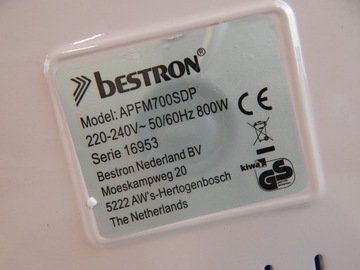 BESTRON®
Model: APFM700SDP
220-240V~ 50/60Hz 800W
Serie 16953
Bestron Nederland BV
Moeskampweg 20
5222 AW's-Hertogenbosch
The Netherlands
CE
kiwa
GS